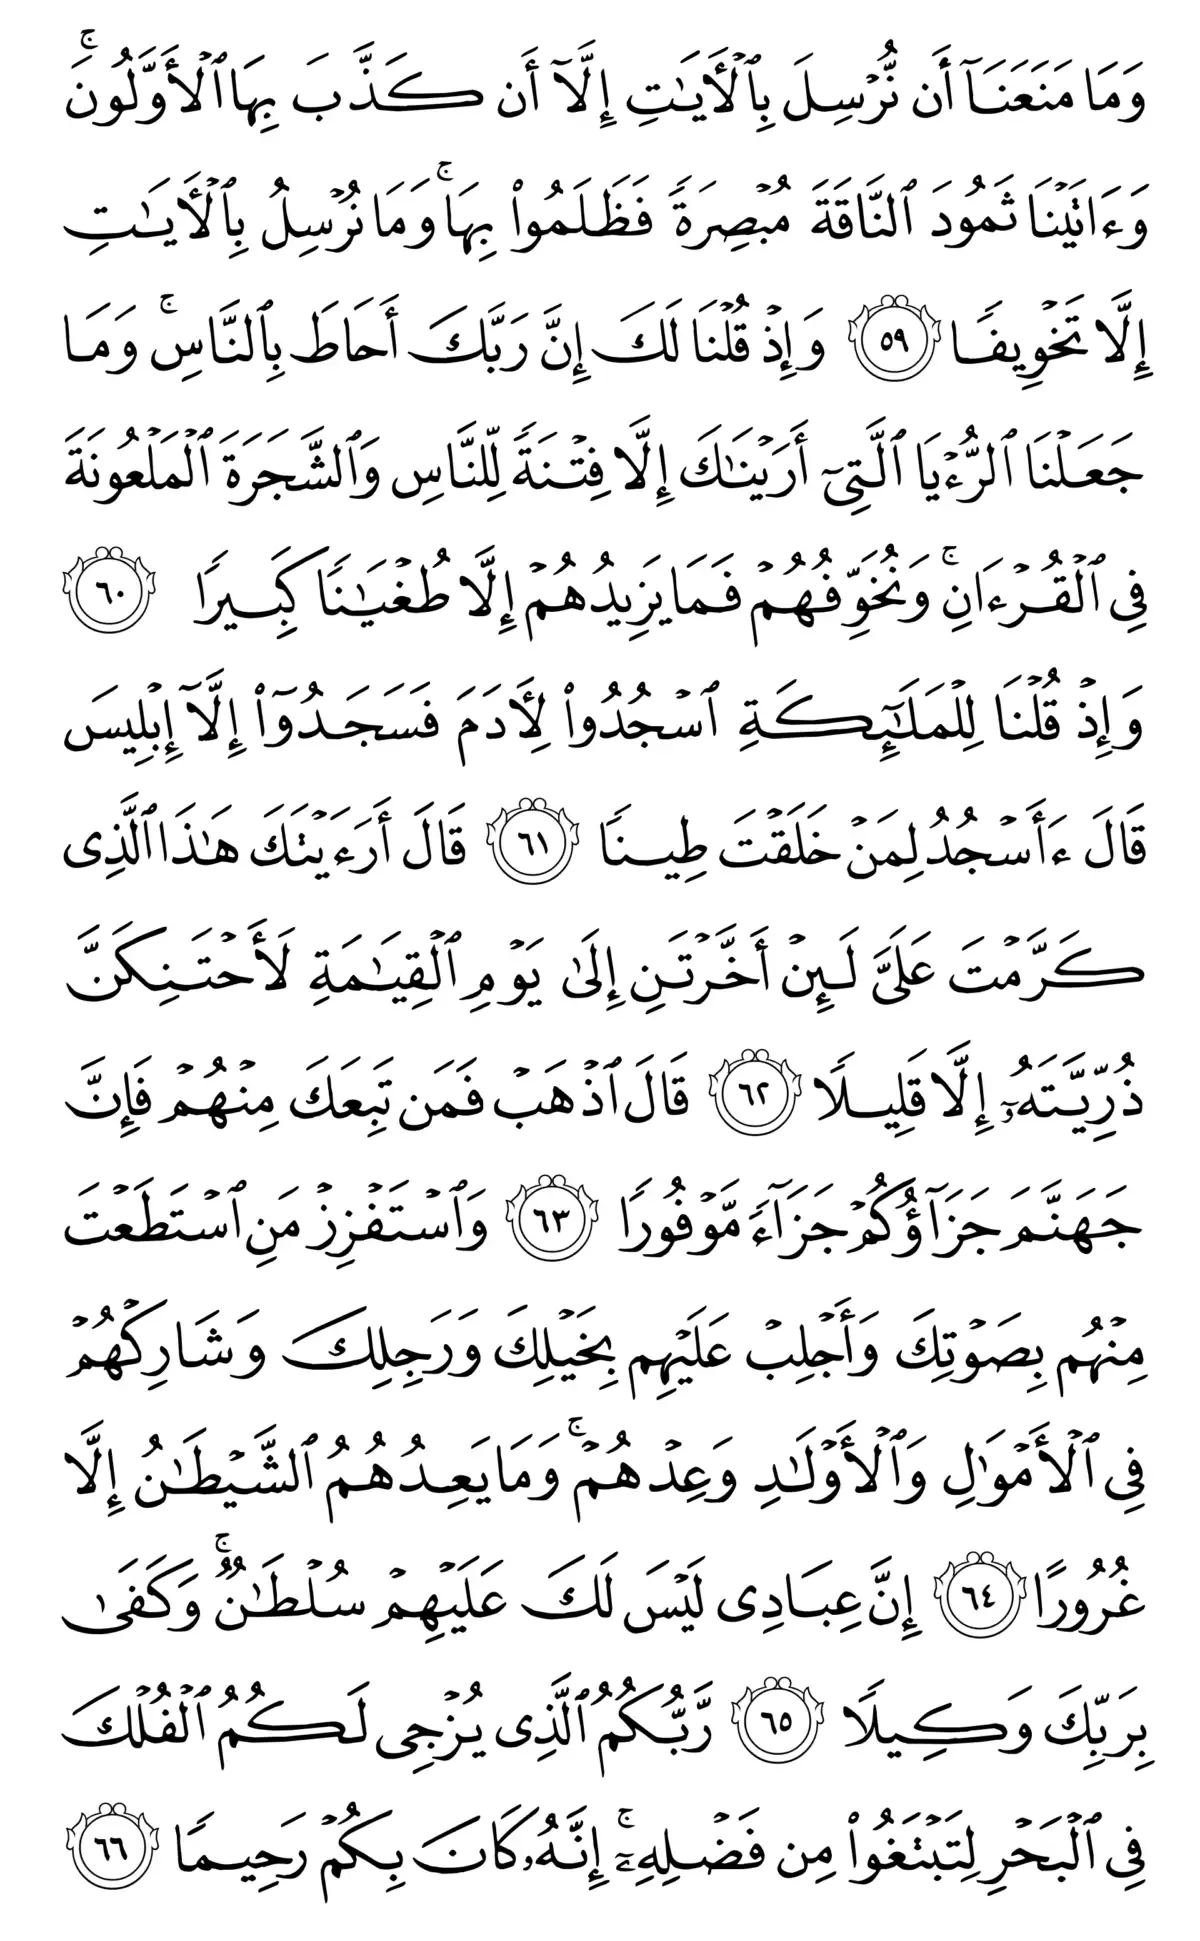 وَمَا مَنَعَنَآ أَن نُّرْسِلَ بِٱلْأَيَٰتِ إِلَّآ أَن كَذَّبَ بِهَا ٱلْأَوَّلُونَ ۚ
وَءَاتَيْنَا ثَمُودَ ٱلنَّاقَةَ مُبْصِرَةً فَظَلَمُوا۟ بِهَا ۚ وَمَا نُرْسِلُ بِٱلْأَيَٰتِ
إِلَّا تَخْوِيفًا ٥٩ وَإِذْ قُلْنَا لَكَ إِنَّ رَبَّكَ أَحَاطَ بِٱلنَّاسِ ۚ وَمَا
جَعَلْنَا ٱلرُّءْيَا ٱلَّتِىٓ أَرَيْنَٰكَ إِلَّا فِتْنَةً لِّلنَّاسِ وَٱلشَّجَرَةَ ٱلْمَلْعُونَةَ
فِى ٱلْقُرْءَانِ ۚ وَنُخَوِّفُهُمْ فَمَا يَزِيدُهُمْ إِلَّا طُغْيَٰنًا كَبِيرًا ٦٠
وَإِذْ قُلْنَا لِلْمَلَٰٓئِكَةِ ٱسْجُدُوا۟ لِأَدَمَ فَسَجَدُوٓا۟ إِلَّآ إِبْلِيسَ
قَالَ ءَأَسْجُدُ لِمَنْ خَلَقْتَ طِينًا ٦١ قَالَ أَرَءَيْتَكَ هَٰذَا ٱلَّذِى
كَرَّمْتَ عَلَىَّ لَئِنْ أَخَّرْتَنِ إِلَىٰ يَوْمِ ٱلْقِيَٰمَةِ لَأَحْتَنِكَنَّ
ذُرِّيَّتَهُۥٓ إِلَّا قَلِيلًا ٦٢ قَالَ ٱذْهَبْ فَمَن تَبِعَكَ مِنْهُمْ فَإِنَّ
جَهَنَّمَ جَزَآؤُكُمْ جَزَآءً مَّوْفُورًا ٦٣ وَٱسْتَفْزِزْ مَنِ ٱسْتَطَعْتَ
مِنْهُم بِصَوْتِكَ وَأَجْلِبْ عَلَيْهِم بِخَيْلِكَ وَرَجِلِكَ وَشَارِكْهُمْ
فِى ٱلْأَمْوَٰلِ وَٱلْأَوْلَٰدِ وَعِدْهُمْ ۚ وَمَا يَعِدُهُمُ ٱلشَّيْطَٰنُ إِلَّا
غُرُورًا ٦٤ إِنَّ عِبَادِى لَيْسَ لَكَ عَلَيْهِمْ سُلْطَٰنٌ ۚ وَكَفَىٰ
بِرَبِّكَ وَكِيلًا ٦٥ رَّبُّكُمُ ٱلَّذِى يُزْجِى لَكُمُ ٱلْفُلْكَ
فِى ٱلْبَحْرِ لِتَبْتَغُوا۟ مِن فَضْلِهِۦٓ ۚ إِنَّهُۥ كَانَ بِكُمْ رَحِيمًا ٦٦